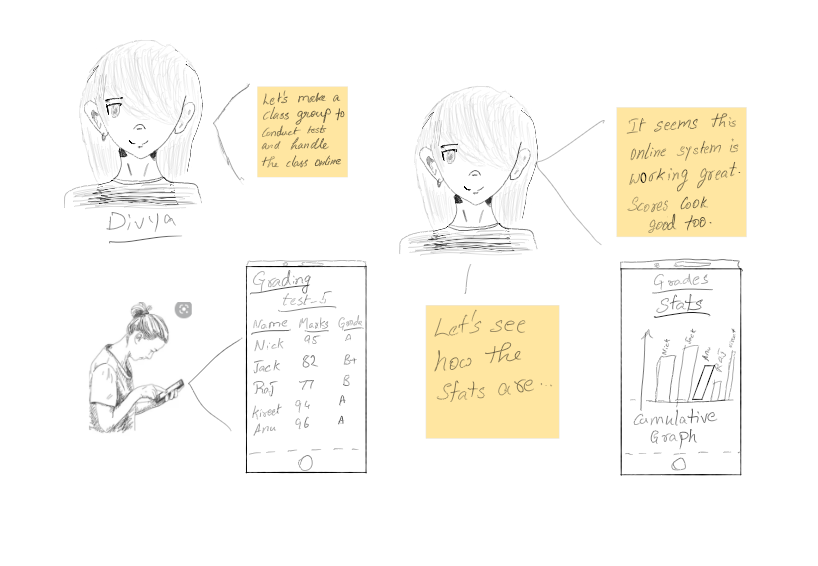 Let's make a
class group to
conduct tests
and handle
the class online
Divya
Grading
test_5
Name Marks Grade
Nick 95 A
Jack 82 B+
Raj 77 B
Kireet 94 A
Anu 96 A
Let's see
how the
stats are...
It seems this
online system is
working great.
Scores look
good too.
Grades
Stats
Nick
Jack
Anu
Raj
Kireet
Cumulative
Graph